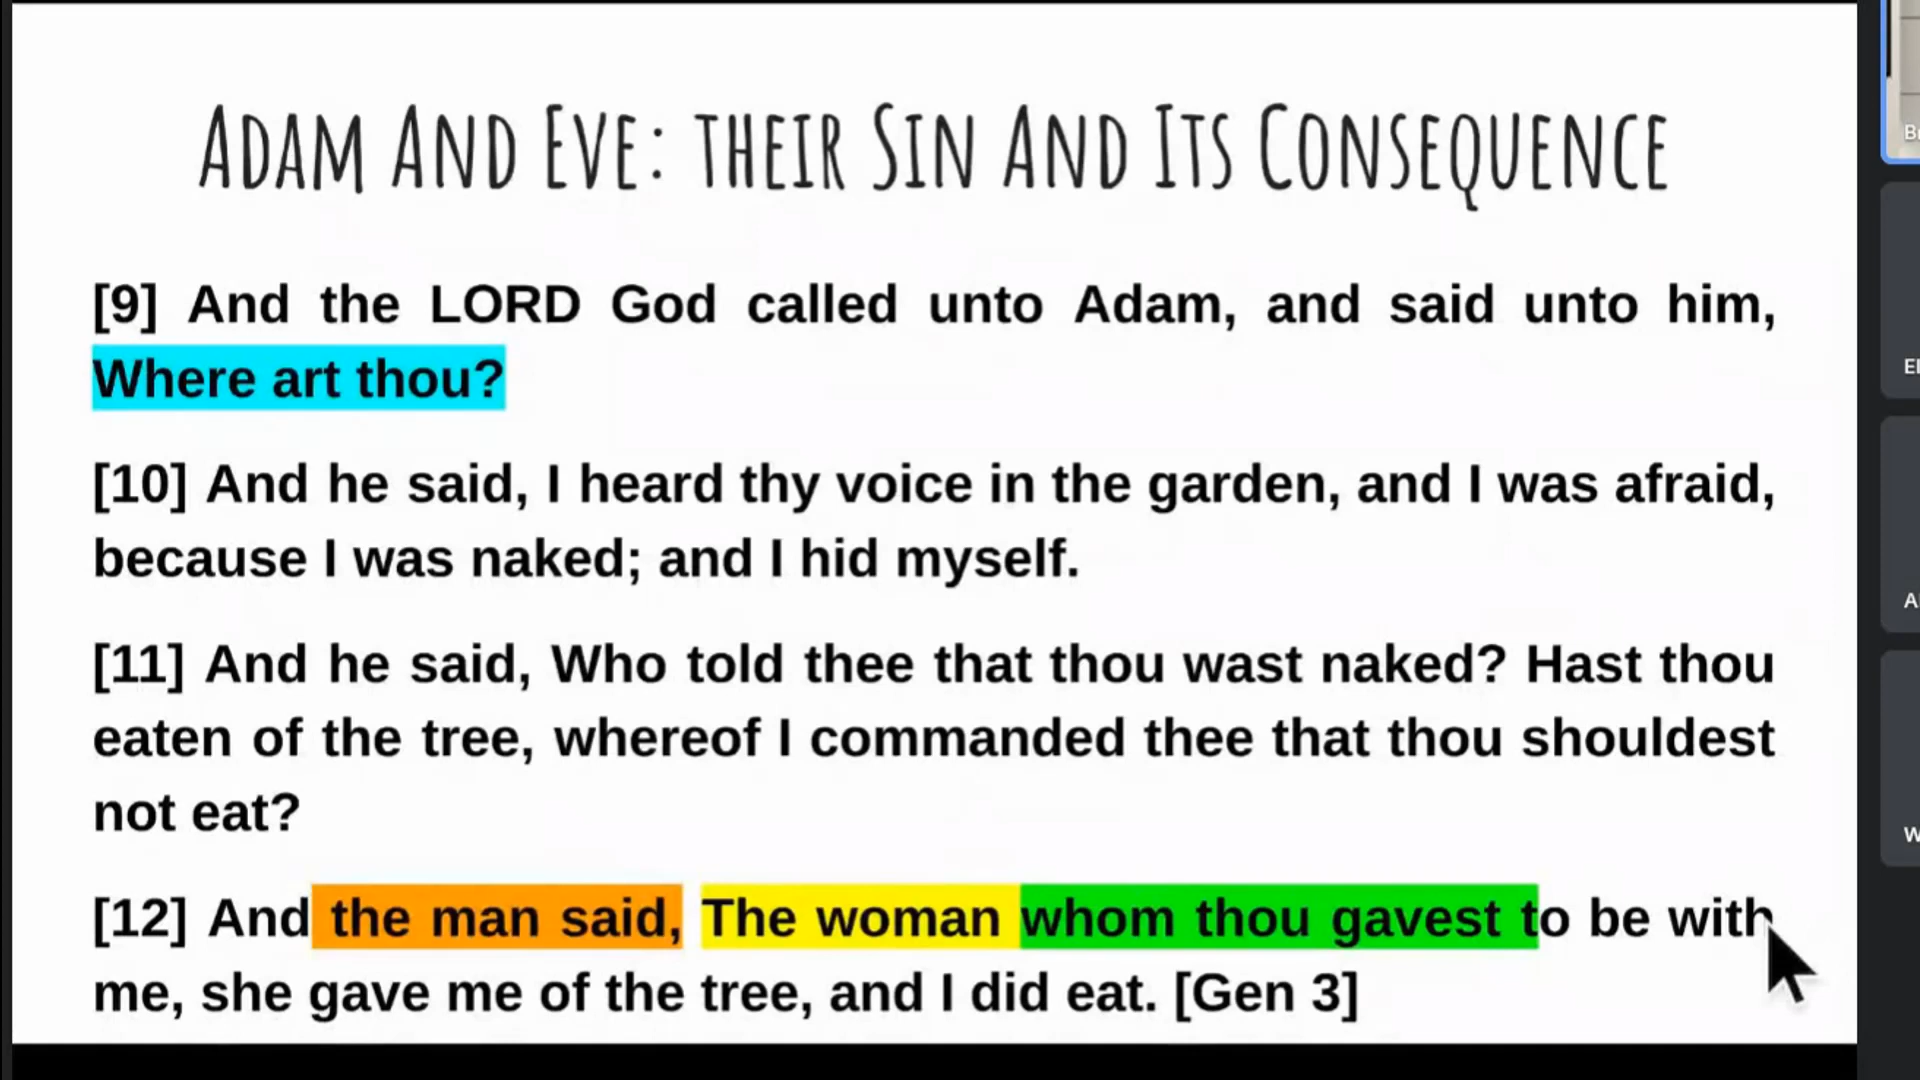 Adam And Eve: their Sin And Its Consequence
[9] And the LORD God called unto Adam, and said unto him,
Where art thou?
[10] And he said, I heard thy voice in the garden, and I was afraid,
because I was naked; and I hid myself.
[11] And he said, Who told thee that thou wast naked? Hast thou
eaten of the tree, whereof I commanded thee that thou shouldest
not eat?
[12] And the man said, The woman whom thou gavest to be with
me, she gave me of the tree, and I did eat. [Gen 3]